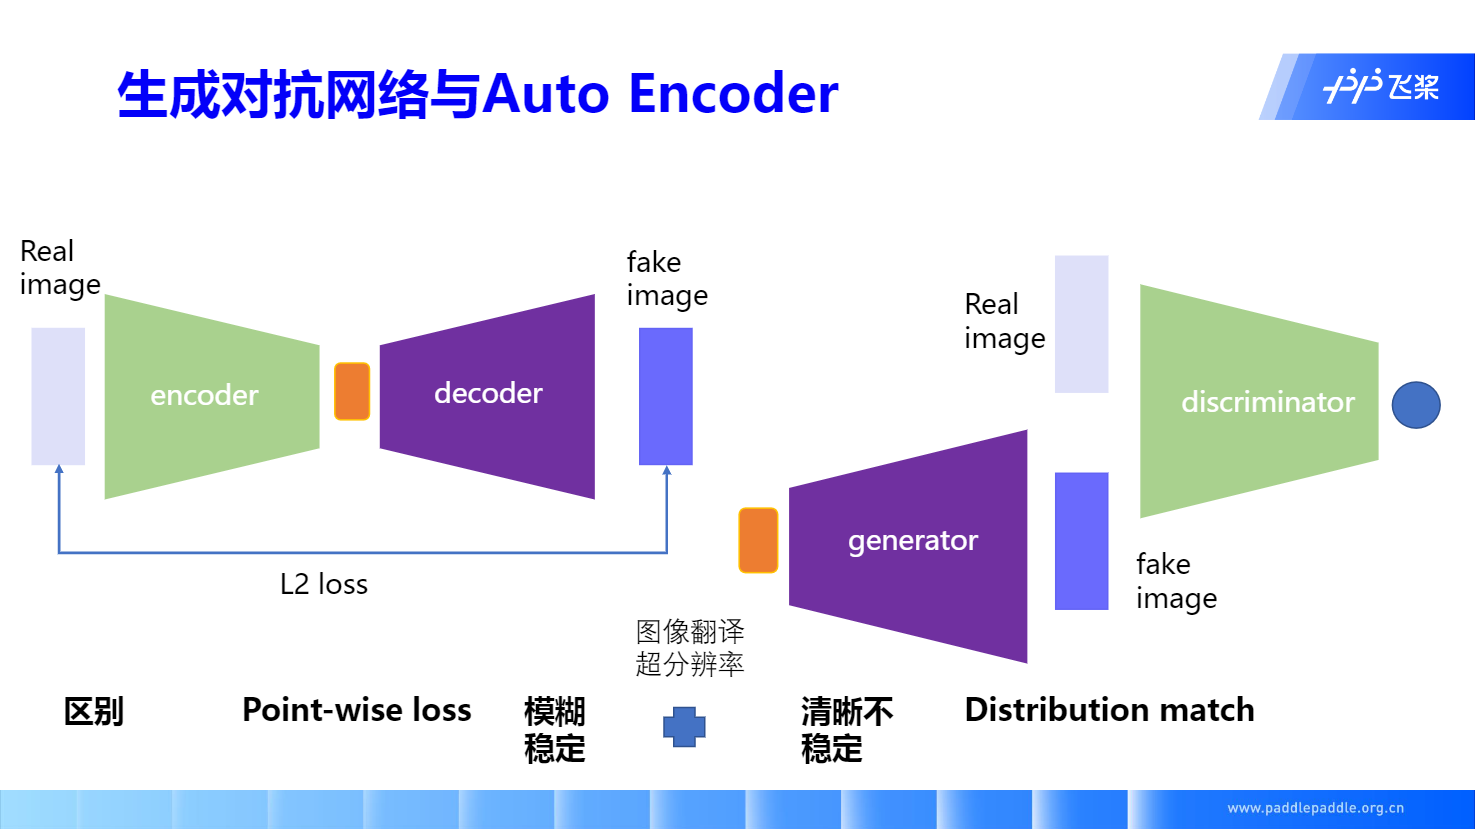 生成对抗网络与Auto Encoder
飞桨
Real
image
encoder
decoder
fake
image
L2 loss
Real
image
discriminator
generator
fake
image
图像翻译
超分辨率
区别
Point-wise loss
模糊
稳定
清晰不
稳定
Distribution match
www.paddlepaddle.org.cn